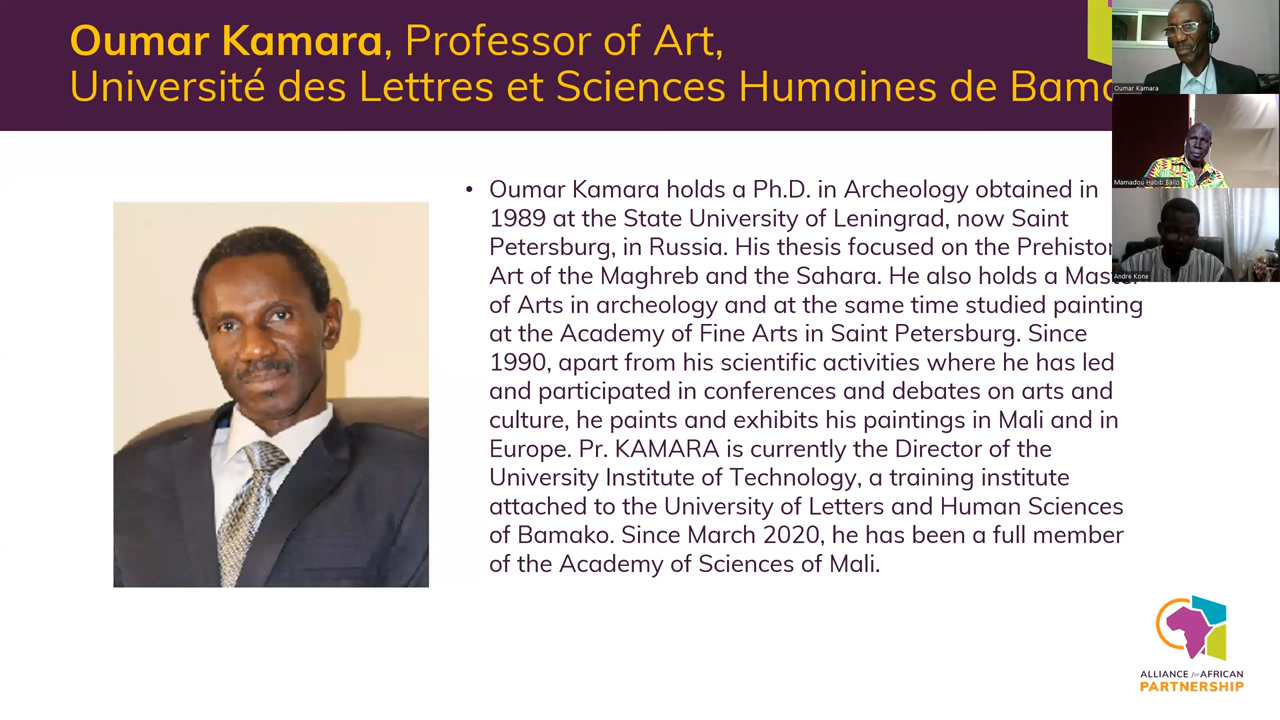 Oumar Kamara, Professor of Art,
Université des Lettres et Sciences Humaines de
• Oumar Kamara holds a Ph.D. in Archeology obtained in
1989 at the State University of Leningrad, now Saint
Petersburg, in Russia. His thesis focused on the
Art of the Maghreb and the Sahara. He also holds a
of Arts in archeology and at the same time studied painting
at the Academy of Fine Arts in Saint Petersburg. Since
1990, apart from his scientific activities where he has led
and participated in conferences and debates on arts and
culture, he paints and exhibits his paintings in Mali and in
Europe. Pr. KAMARA is currently the Director of the
University Institute of Technology, a training institute
attached to the University of Letters and Human Sciences
of Bamako. Since March 2020, he has been a full member
of the Academy of Sciences of Mali.
Oumar Kamara
Mamadou Habib Ballo
Andre Kone
ALLIANCE for AFRICAN
PARTNERSHIP